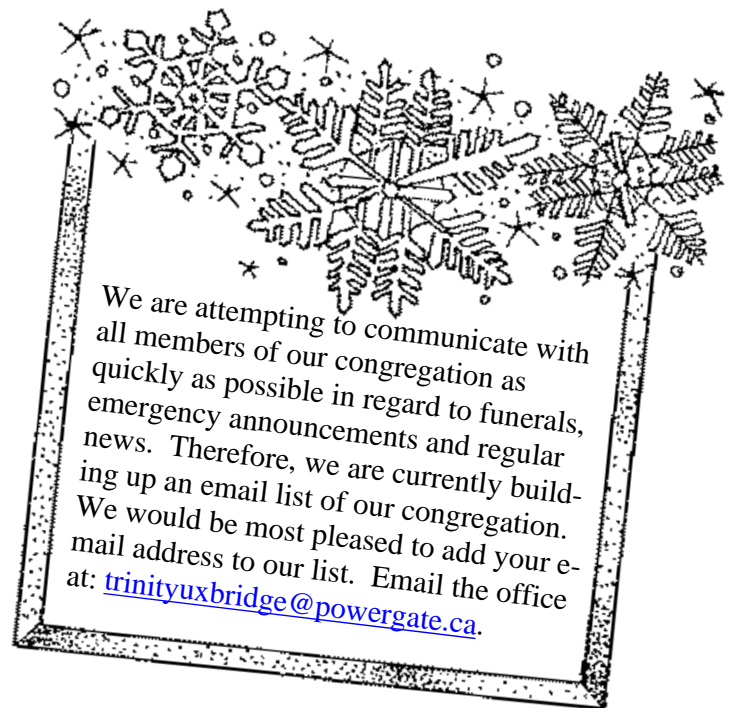 We are attempting to communicate with
all members of our congregation as
quickly as possible in regard to funerals,
emergency announcements and regular
news.  Therefore, we are currently build-
ing up an email list of our congregation.
We would be most pleased to add your e-
mail address to our list.  Email the office
at: trinityuxbridge@powergate.ca.